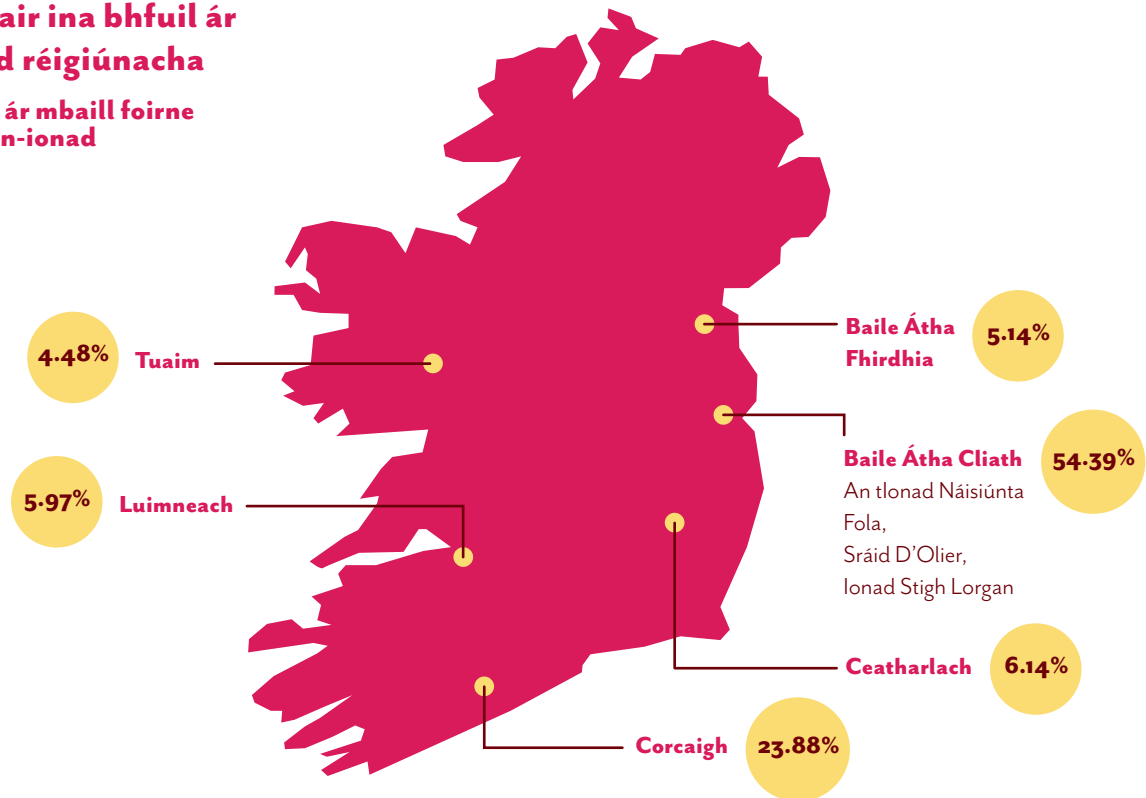 air ina bhfuil ár
d réigiúnacha
ár mbaill foirne
n-ionad
4.48%
Tuaim
5.97%
Luimneach
Baile Átha
Fhirdhia
5.14%
Baile Átha Cliath
54.39%
An tIonad Náisiúnta
Fola,
Sráid D’Olier,
Ionad Stigh Lorgan
Ceatharlach
6.14%
Corcaigh
23.88%